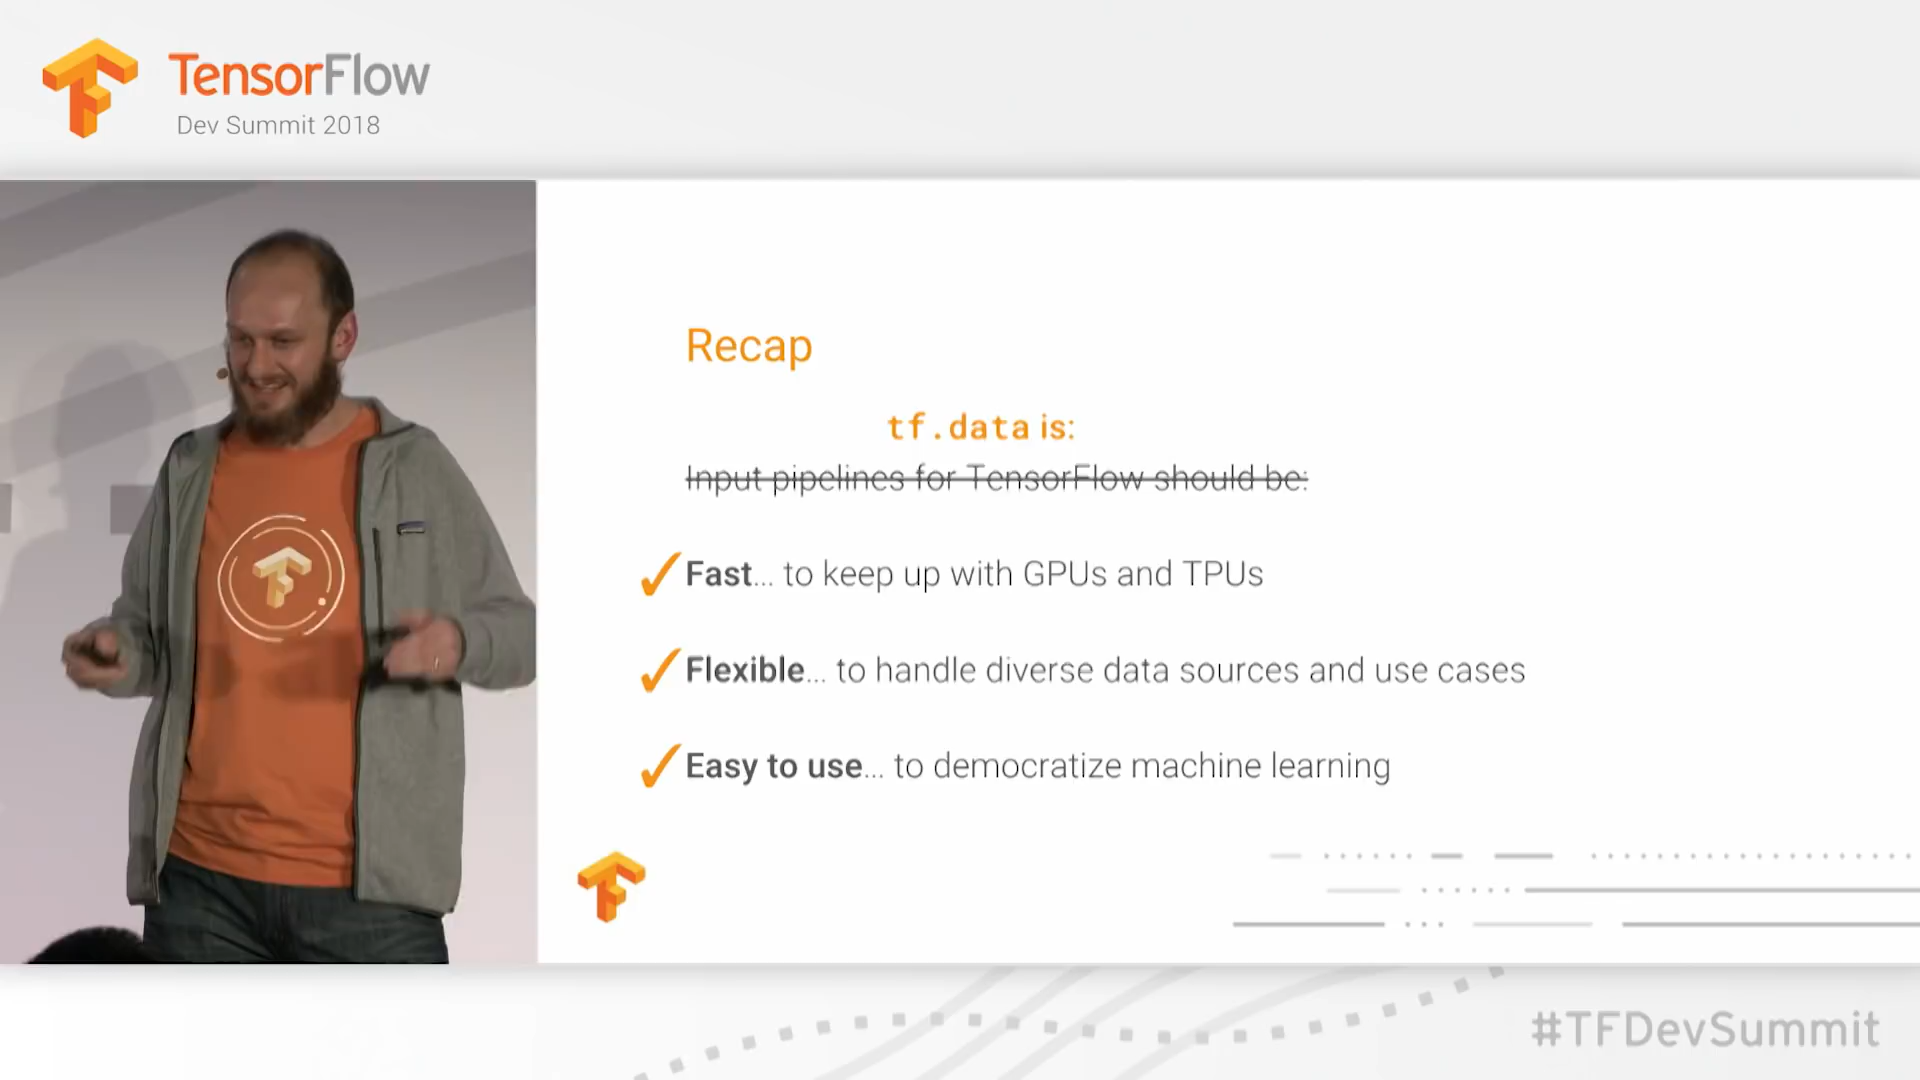 TensorFlow
Dev Summit 2018
Recap
tf.data is:
Input pipelines for TensorFlow should be:
Fast... to keep up with GPUs and TPUs
Flexible... to handle diverse data sources and use cases
Easy to use... to democratize machine learning
#TFDevSummit